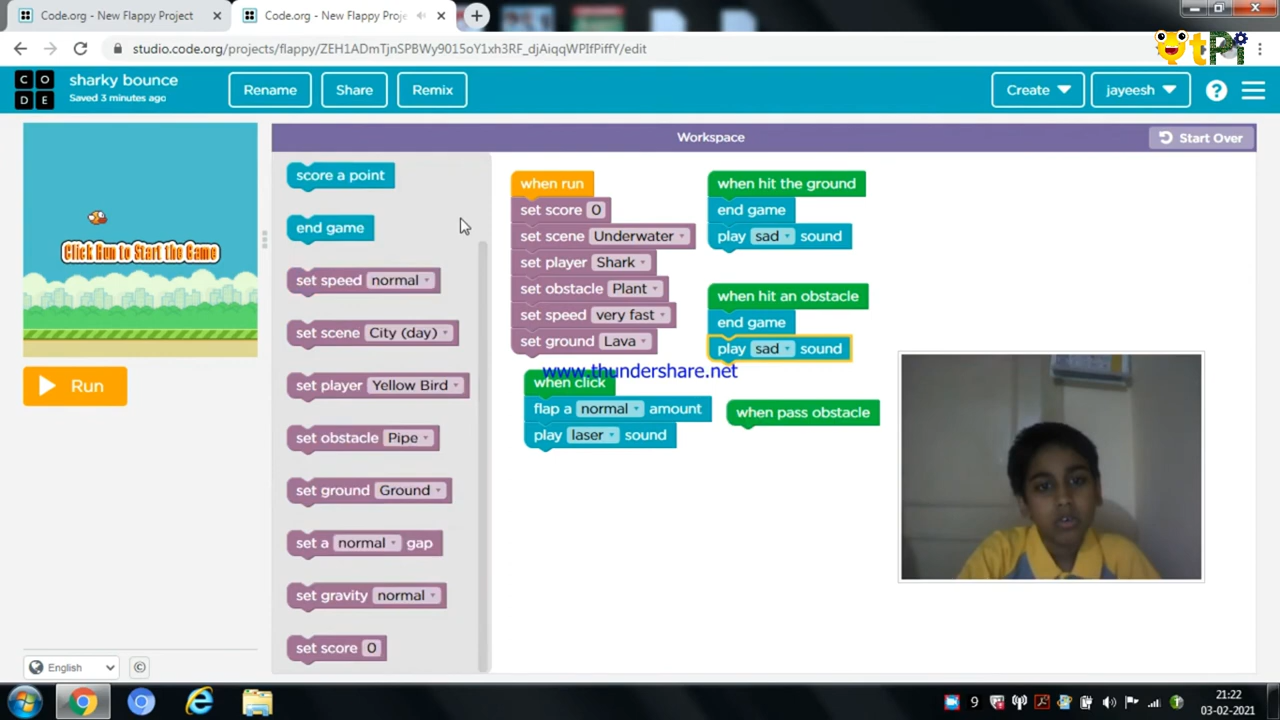 Code.org - New Flappy Project
Code.org - New Flappy Proje
studio.code.org/projects/flappy/ZEH1ADmTjnSPBWy9015oY1xh3RF_djAiqqWPIfPiffY/edit
OtPi
C O
D E
sharky bounce
Saved 3 minutes ago
Rename
Share
Remix
Create
jayeesh
?
Workspace
Start Over
Click Run to Start the Game
Run
score a point
end game
set speed normal
set scene City (day)
set player Yellow Bird
set obstacle Pipe
set ground Ground
set a normal gap
set gravity normal
set score 0
when run
set score 0
set scene Underwater
set player Shark
set obstacle Plant
set speed very fast
set ground Lava
when hit the ground
end game
play sad sound
when hit an obstacle
end game
play sad sound
www.thundershare.net
when click
flap a normal amount
play laser sound
when pass obstacle
English
©
9
21:22
03-02-2021